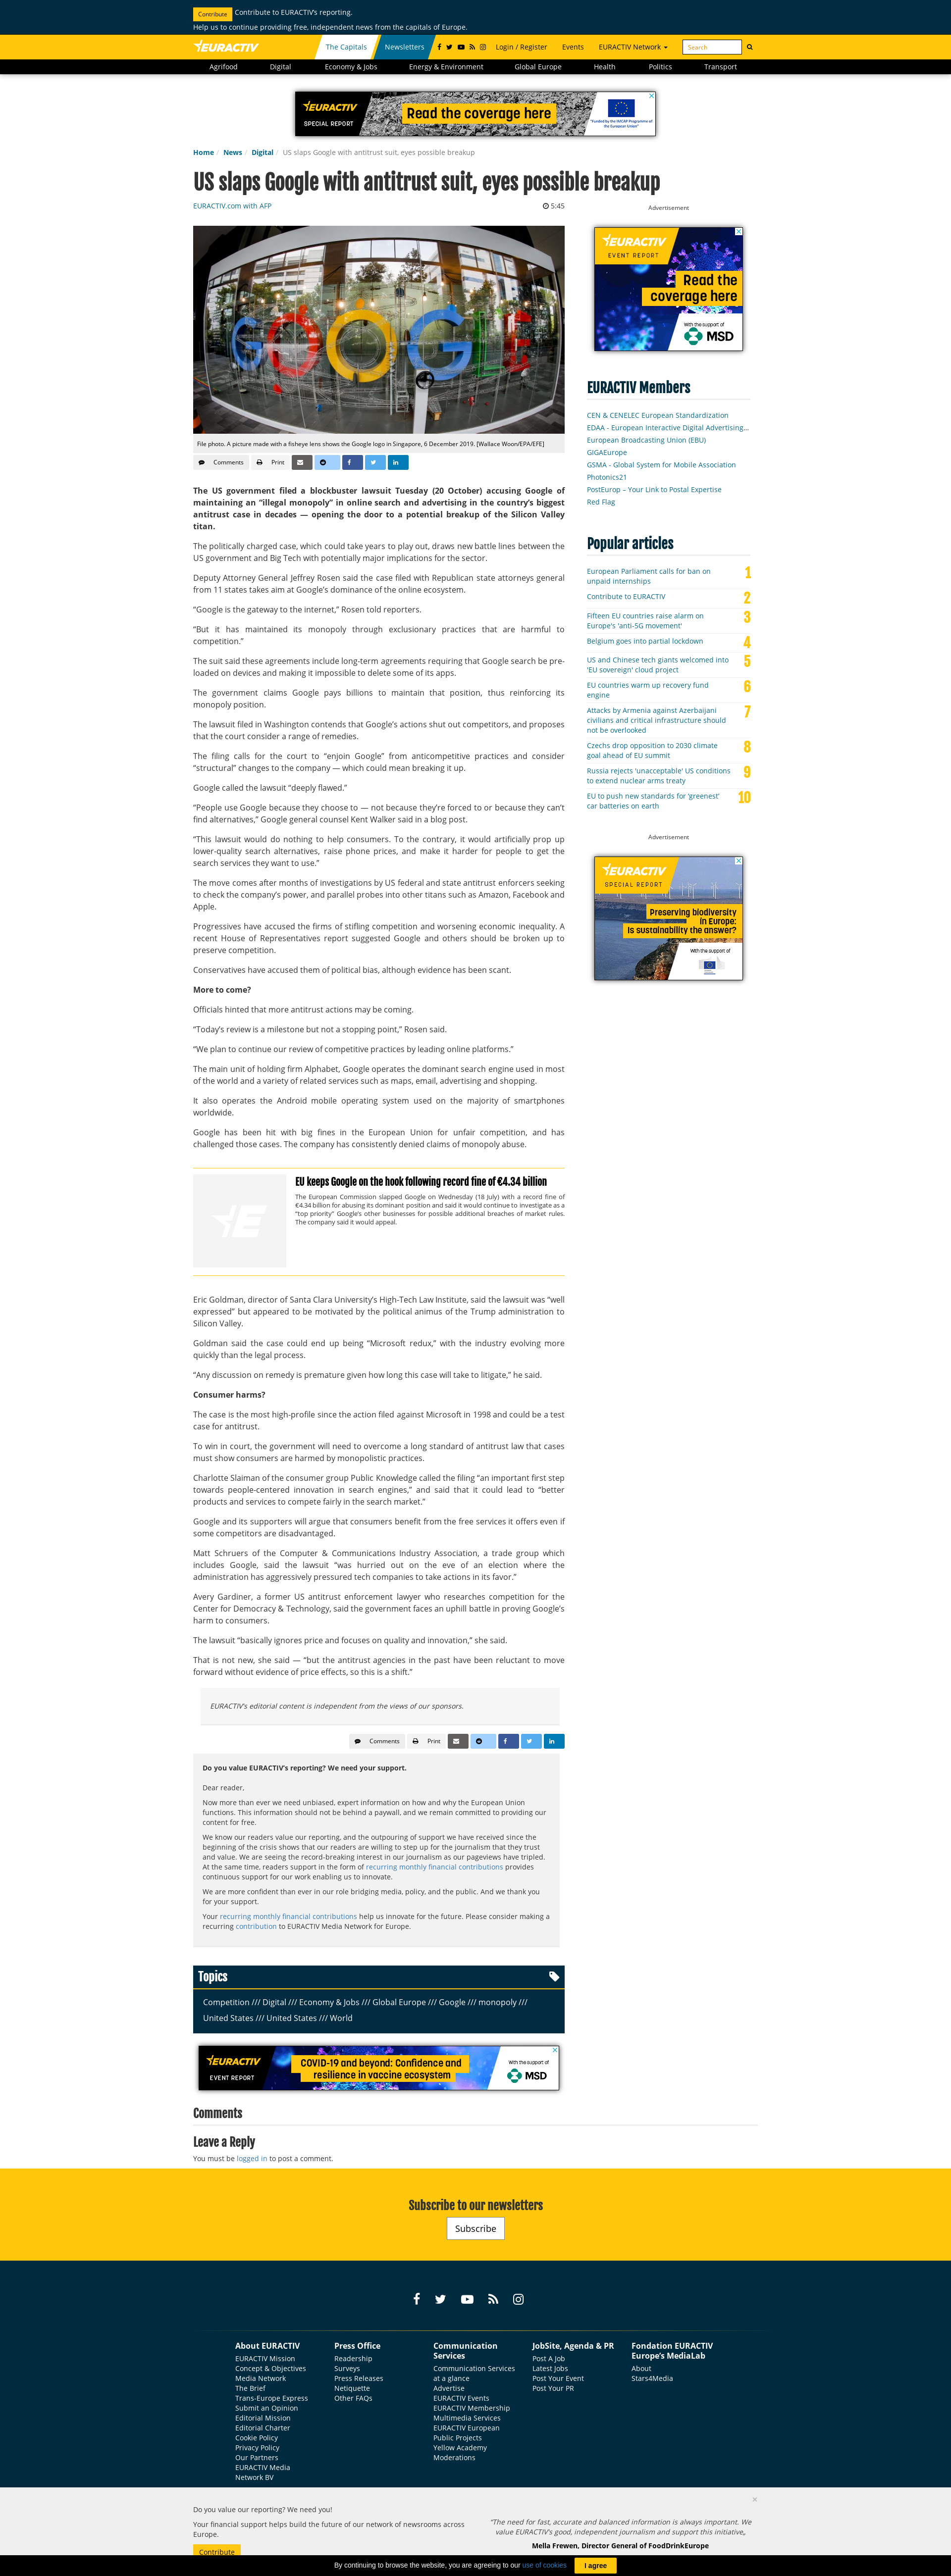 Contribute Contribute to EURACTIV's reporting.
Help us to continue providing free, independent news from the capitals of Europe.
EURACTIV The Capitals Newsletters Login / Register Events EURACTIV Network Search
Agrifood Digital Economy & Jobs Energy & Environment Global Europe Health Politics Transport
EURACTIV
SPECIAL REPORT
Read the coverage here
"Funded by the IMCAP Programme of the European Union"
Home / News / Digital / US slaps Google with antitrust suit, eyes possible breakup
US slaps Google with antitrust suit, eyes possible breakup
EURACTIV.com with AFP 5:45
File photo. A picture made with a fisheye lens shows the Google logo in Singapore, 6 December 2019. [Wallace Woon/EPA/EFE]
Comments Print
The US government filed a blockbuster lawsuit Tuesday (20 October) accusing Google of
maintaining an "illegal monopoly" in online search and advertising in the country's biggest
antitrust case in decades — opening the door to a potential breakup of the Silicon Valley
titan.
The politically charged case, which could take years to play out, draws new battle lines between the
US government and Big Tech with potentially major implications for the sector.
Deputy Attorney General Jeffrey Rosen said the case filed with Republican state attorneys general
from 11 states takes aim at Google's dominance of the online ecosystem.
"Google is the gateway to the internet," Rosen told reporters.
"But it has maintained its monopoly through exclusionary practices that are harmful to
competition."
The suit said these agreements include long-term agreements requiring that Google search be pre-
loaded on devices and making it impossible to delete some of its apps.
The government claims Google pays billions to maintain that position, thus reinforcing its
monopoly position.
The lawsuit filed in Washington contends that Google's actions shut out competitors, and proposes
that the court consider a range of remedies.
The filing calls for the court to "enjoin Google" from anticompetitive practices and consider
"structural" changes to the company — which could mean breaking it up.
Google called the lawsuit "deeply flawed."
"People use Google because they choose to — not because they're forced to or because they can't
find alternatives," Google general counsel Kent Walker said in a blog post.
"This lawsuit would do nothing to help consumers. To the contrary, it would artificially prop up
lower-quality search alternatives, raise phone prices, and make it harder for people to get the
search services they want to use."
The move comes after months of investigations by US federal and state antitrust enforcers seeking
to check the company's power, and parallel probes into other titans such as Amazon, Facebook and
Apple.
Progressives have accused the firms of stifling competition and worsening economic inequality. A
recent House of Representatives report suggested Google and others should be broken up to
preserve competition.
Conservatives have accused them of political bias, although evidence has been scant.
More to come?
Officials hinted that more antitrust actions may be coming.
"Today's review is a milestone but not a stopping point," Rosen said.
"We plan to continue our review of competitive practices by leading online platforms."
The main unit of holding firm Alphabet, Google operates the dominant search engine used in most
of the world and a variety of related services such as maps, email, advertising and shopping.
It also operates the Android mobile operating system used on the majority of smartphones
worldwide.
Google has been hit with big fines in the European Union for unfair competition, and has
challenged those cases. The company has consistently denied claims of monopoly abuse.
EU keeps Google on the hook following record fine of €4.34 billion
The European Commission slapped Google on Wednesday (18 July) with a record fine of
€4.34 billion for abusing its dominant position and said it would continue to investigate as a
"top priority" Google's other businesses for possible additional breaches of market rules.
The company said it would appeal.
Eric Goldman, director of Santa Clara University's High-Tech Law Institute, said the lawsuit was "well
expressed" but appeared to be motivated by the political animus of the Trump administration to
Silicon Valley.
Goldman said the case could end up being "Microsoft redux," with the industry evolving more
quickly than the legal process.
"Any discussion on remedy is premature given how long this case will take to litigate," he said.
Consumer harms?
The case is the most high-profile since the action filed against Microsoft in 1998 and could be a test
case for antitrust.
To win in court, the government will need to overcome a long standard of antitrust law that cases
must show consumers are harmed by monopolistic practices.
Charlotte Slaiman of the consumer group Public Knowledge called the filing "an important first step
towards people-centered innovation in search engines," and said that it could lead to "better
products and services to compete fairly in the search market."
Google and its supporters will argue that consumers benefit from the free services it offers even if
some competitors are disadvantaged.
Matt Schruers of the Computer & Communications Industry Association, a trade group which
includes Google, said the lawsuit "was hurried out on the eve of an election where the
administration has aggressively pressured tech companies to take actions in its favor."
Avery Gardiner, a former US antitrust enforcement lawyer who researches competition for the
Center for Democracy & Technology, said the government faces an uphill battle in proving Google's
harm to consumers.
The lawsuit "basically ignores price and focuses on quality and innovation," she said.
That is not new, she said — "but the antitrust agencies in the past have been reluctant to move
forward without evidence of price effects, so this is a shift."
EURACTIV's editorial content is independent from the views of our sponsors.
Comments Print
Do you value EURACTIV's reporting? We need your support.
Dear reader,
Now more than ever we need unbiased, expert information on how and why the European Union
functions. This information should not be behind a paywall, and we remain committed to providing our
content for free.
We know our readers value our reporting, and the outpouring of support we have received since the
beginning of the crisis shows that our readers are willing to step up for the journalism that they trust
and value. We are seeing the record-breaking interest in our journalism as our pageviews have tripled.
At the same time, readers support in the form of recurring monthly financial contributions provides
continuous support for our work enabling us to innovate.
We are more confident than ever in our role bridging media, policy, and the public. And we thank you
for your support.
Your recurring monthly financial contributions help us innovate for the future. Please consider making a
recurring contribution to EURACTIV Media Network for Europe.
Topics
Competition /// Digital /// Economy & Jobs /// Global Europe /// Google /// monopoly ///
United States /// United States /// World
EURACTIV
EVENT REPORT
COVID-19 and beyond: Confidence and
resilience in vaccine ecosystem
With the support of
MSD
Advertisement
EURACTIV
EVENT REPORT
Read the
coverage here
With the support of
MSD
EURACTIV Members
CEN & CENELEC European Standardization
EDAA - European Interactive Digital Advertising...
European Broadcasting Union (EBU)
GIGAEurope
GSMA - Global System for Mobile Association
Photonics21
PostEurop – Your Link to Postal Expertise
Red Flag
Popular articles
European Parliament calls for ban on
unpaid internships 1
Contribute to EURACTIV 2
Fifteen EU countries raise alarm on
Europe's 'anti-5G movement' 3
Belgium goes into partial lockdown 4
US and Chinese tech giants welcomed into
'EU sovereign' cloud project 5
EU countries warm up recovery fund
engine 6
Attacks by Armenia against Azerbaijani
civilians and critical infrastructure should
not be overlooked 7
Czechs drop opposition to 2030 climate
goal ahead of EU summit 8
Russia rejects 'unacceptable' US conditions
to extend nuclear arms treaty 9
EU to push new standards for 'greenest'
car batteries on earth 10
Advertisement
EURACTIV
SPECIAL REPORT
Preserving biodiversity
in Europe:
Is sustainability the answer?
With the support of
Comments
Leave a Reply
You must be logged in to post a comment.
Subscribe to our newsletters
Subscribe
About EURACTIV
EURACTIV Mission
Concept & Objectives
Media Network
The Brief
Trans-Europe Express
Submit an Opinion
Editorial Mission
Editorial Charter
Cookie Policy
Privacy Policy
Our Partners
EURACTIV Media
Network BV
Press Office
Readership
Surveys
Press Releases
Netiquette
Other FAQs
Communication
Services
Communication Services
at a glance
Advertise
EURACTIV Events
EURACTIV Membership
Multimedia Services
EURACTIV European
Public Projects
Yellow Academy
Moderations
JobSite, Agenda & PR
Post A Job
Latest Jobs
Post Your Event
Post Your PR
Fondation EURACTIV
Europe's MediaLab
About
Stars4Media
×
Do you value our reporting? We need you!
Your financial support helps build the future of our network of newsrooms across
Europe.
Contribute
"The need for fast, accurate and balanced information is always important. We
value EURACTIV's good, independent journalism and support this initiative„
Mella Frewen, Director General of FoodDrinkEurope
By continuing to browse the website, you are agreeing to our use of cookies I agree